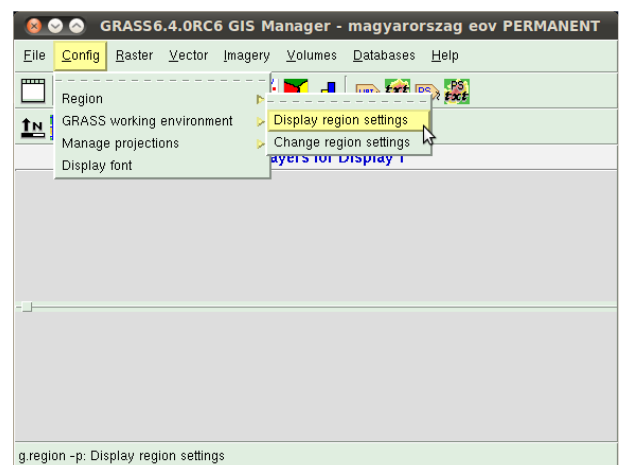 GRASS6.4.0RC6 GIS Manager - magyarorszag eov PERMANENT
File Config Raster Vector Imagery Volumes Databases Help
Region
GRASS working environment
Manage projections
Display font
Display region settings
Change region settings
ayers for Display 1
g.region -p: Display region settings